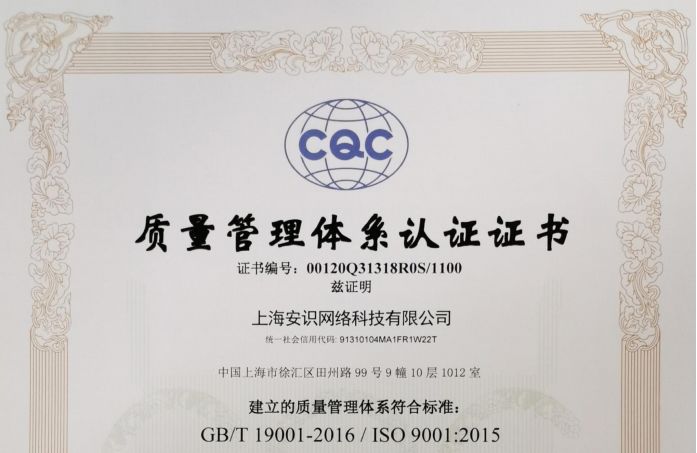 CQC
质量管理体系认证证书
证书编号：00120Q31318R0S/1100
兹证明
上海安识网络科技有限公司
统一社会信用代码: 91310104MA1FR1W22T
中国上海市徐汇区田州路 99 号 9 幢 10 层 1012 室
建立的质量管理体系符合标准：
GB/T 19001-2016 / ISO 9001:2015